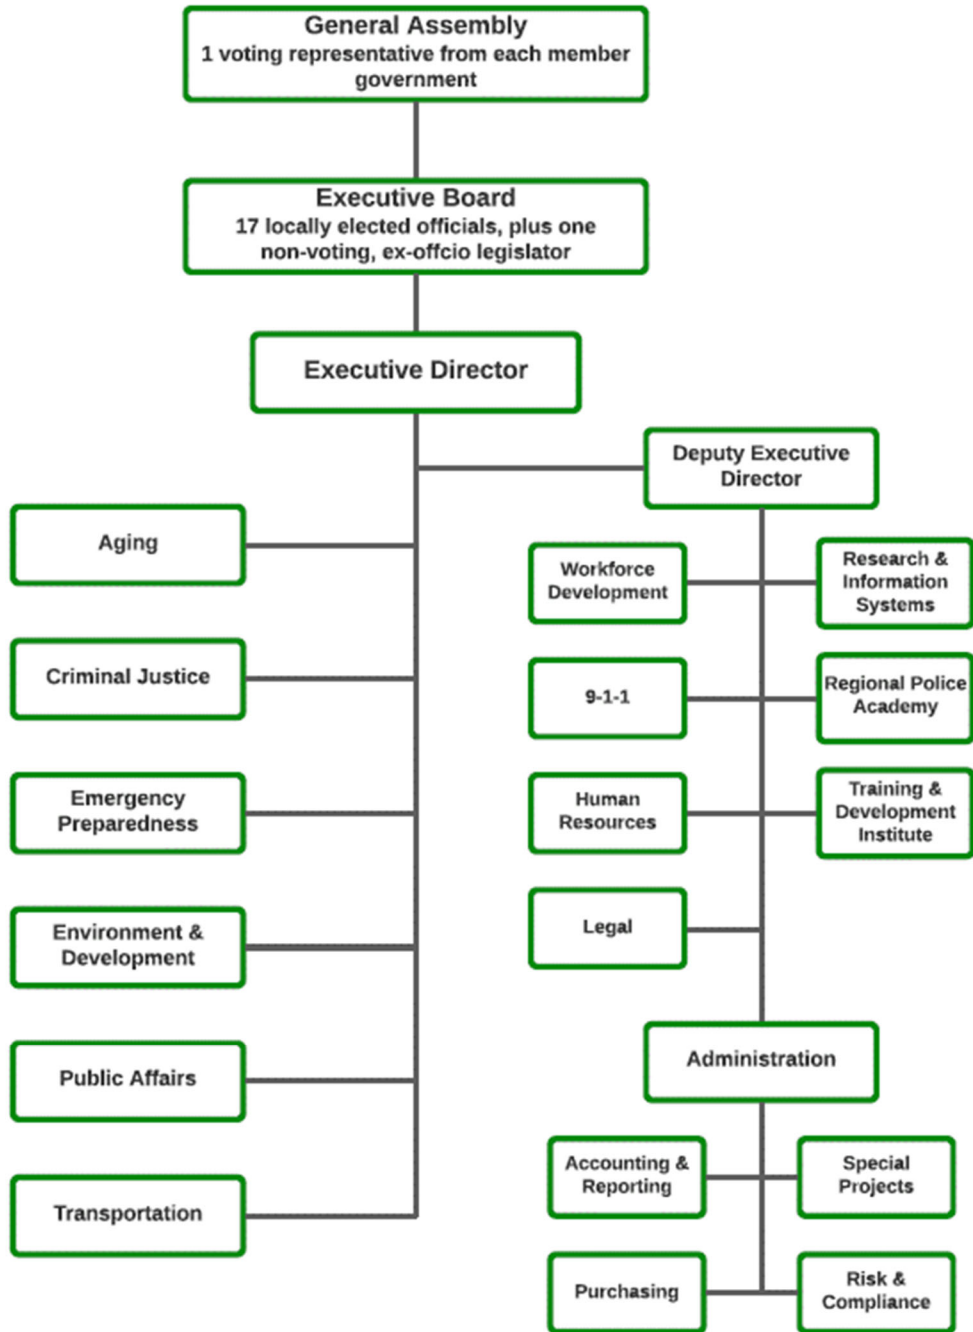 General Assembly
1 voting representative from each member
government
Executive Board
17 locally elected officials, plus one
non-voting, ex-offcio legislator
Executive Director
Deputy Executive
Director
Aging
Criminal Justice
Emergency
Preparedness
Environment &
Development
Public Affairs
Transportation
Workforce
Development
Research &
Information
Systems
9-1-1
Regional Police
Academy
Human
Resources
Training &
Development
Institute
Legal
Administration
Accounting &
Reporting
Special
Projects
Purchasing
Risk &
Compliance